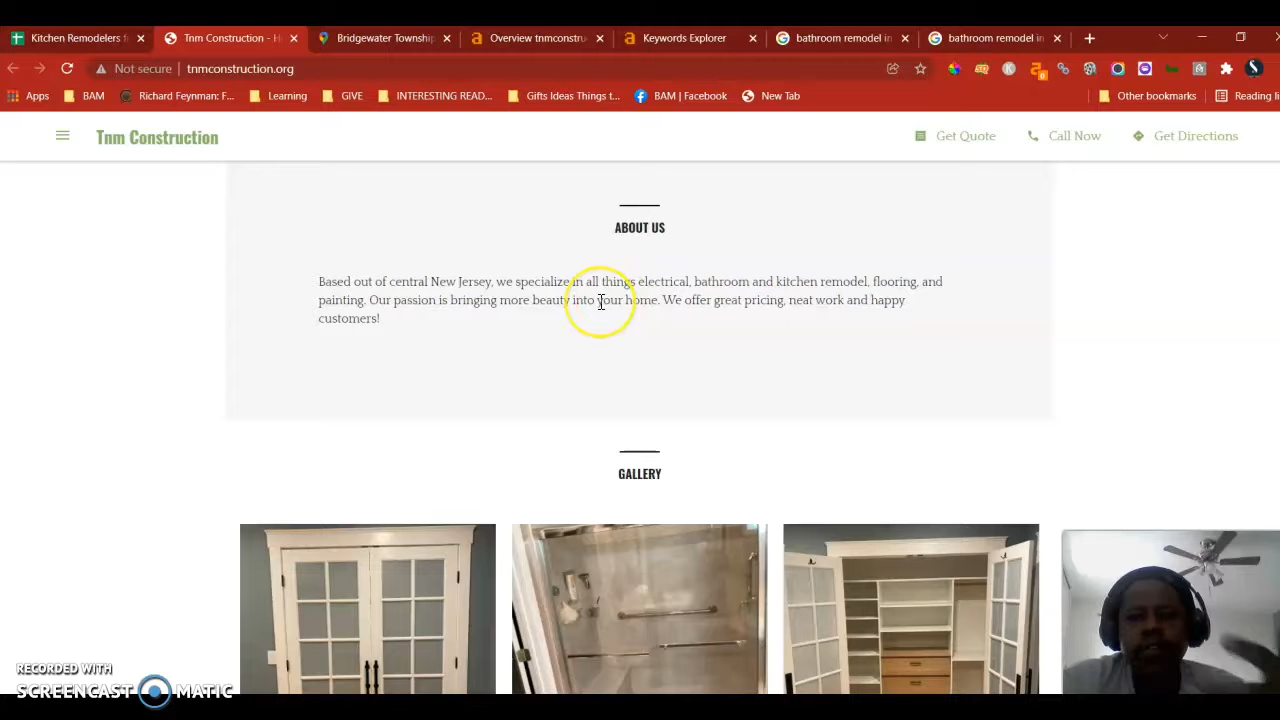 Kitchen Remodelers f
Tnm Construction - H
Bridgewater Township
Overview tnmconstru
Keywords Explorer
bathroom remodel in
bathroom remodel in
Not secure
tnmconstruction.org
Apps
BAM
Richard Feynman: F...
Learning
GIVE
INTERESTING READ...
Gifts Ideas Things t...
BAM | Facebook
New Tab
Other bookmarks
Reading li
Tnm Construction
Get Quote
Call Now
Get Directions
ABOUT US
Based out of central New Jersey, we specialize in all things electrical, bathroom and kitchen remodel, flooring, and
painting. Our passion is bringing more beauty into your home. We offer great pricing, neat work and happy
customers!
GALLERY
RECORDED WITH
SCREENCAST MATIC